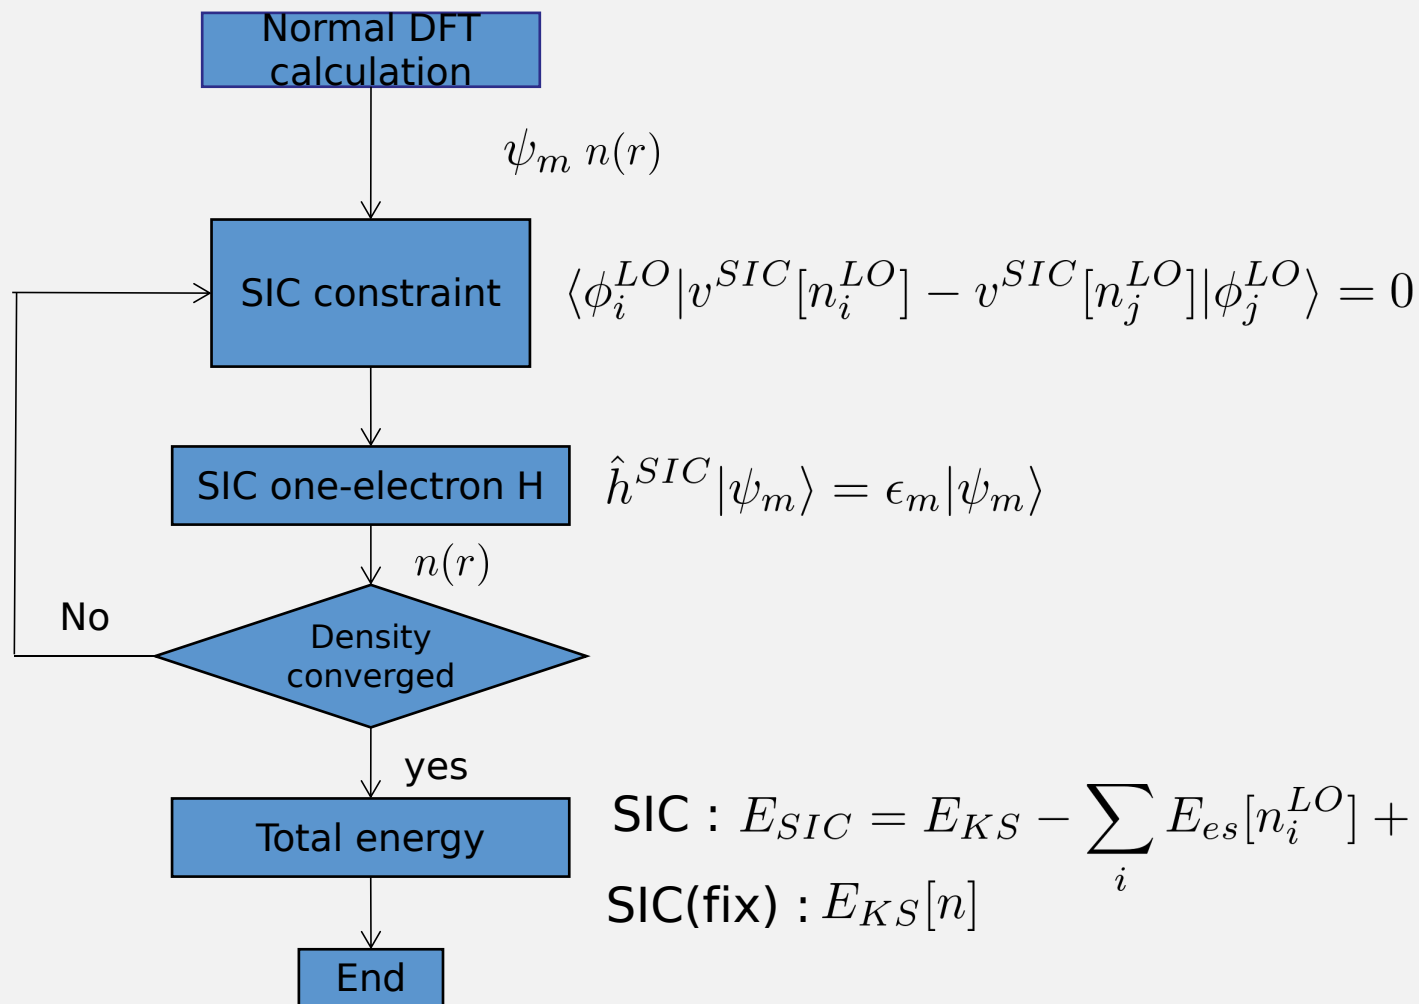 Normal DFT
calculation
ψ_m n(r)
SIC constraint
⟨ϕ_i^{LO}|v^{SIC}[n_i^{LO}] − v^{SIC}[n_j^{LO}]|ϕ_j^{LO}⟩ = 0
SIC one-electron H
ĥ^{SIC}|ψ_m⟩ = ϵ_m|ψ_m⟩
n(r)
No
Density
converged
yes
Total energy
SIC : E_{SIC} = E_{KS} − ∑_i E_{es}[n_i^{LO}] +
SIC(fix) : E_{KS}[n]
End